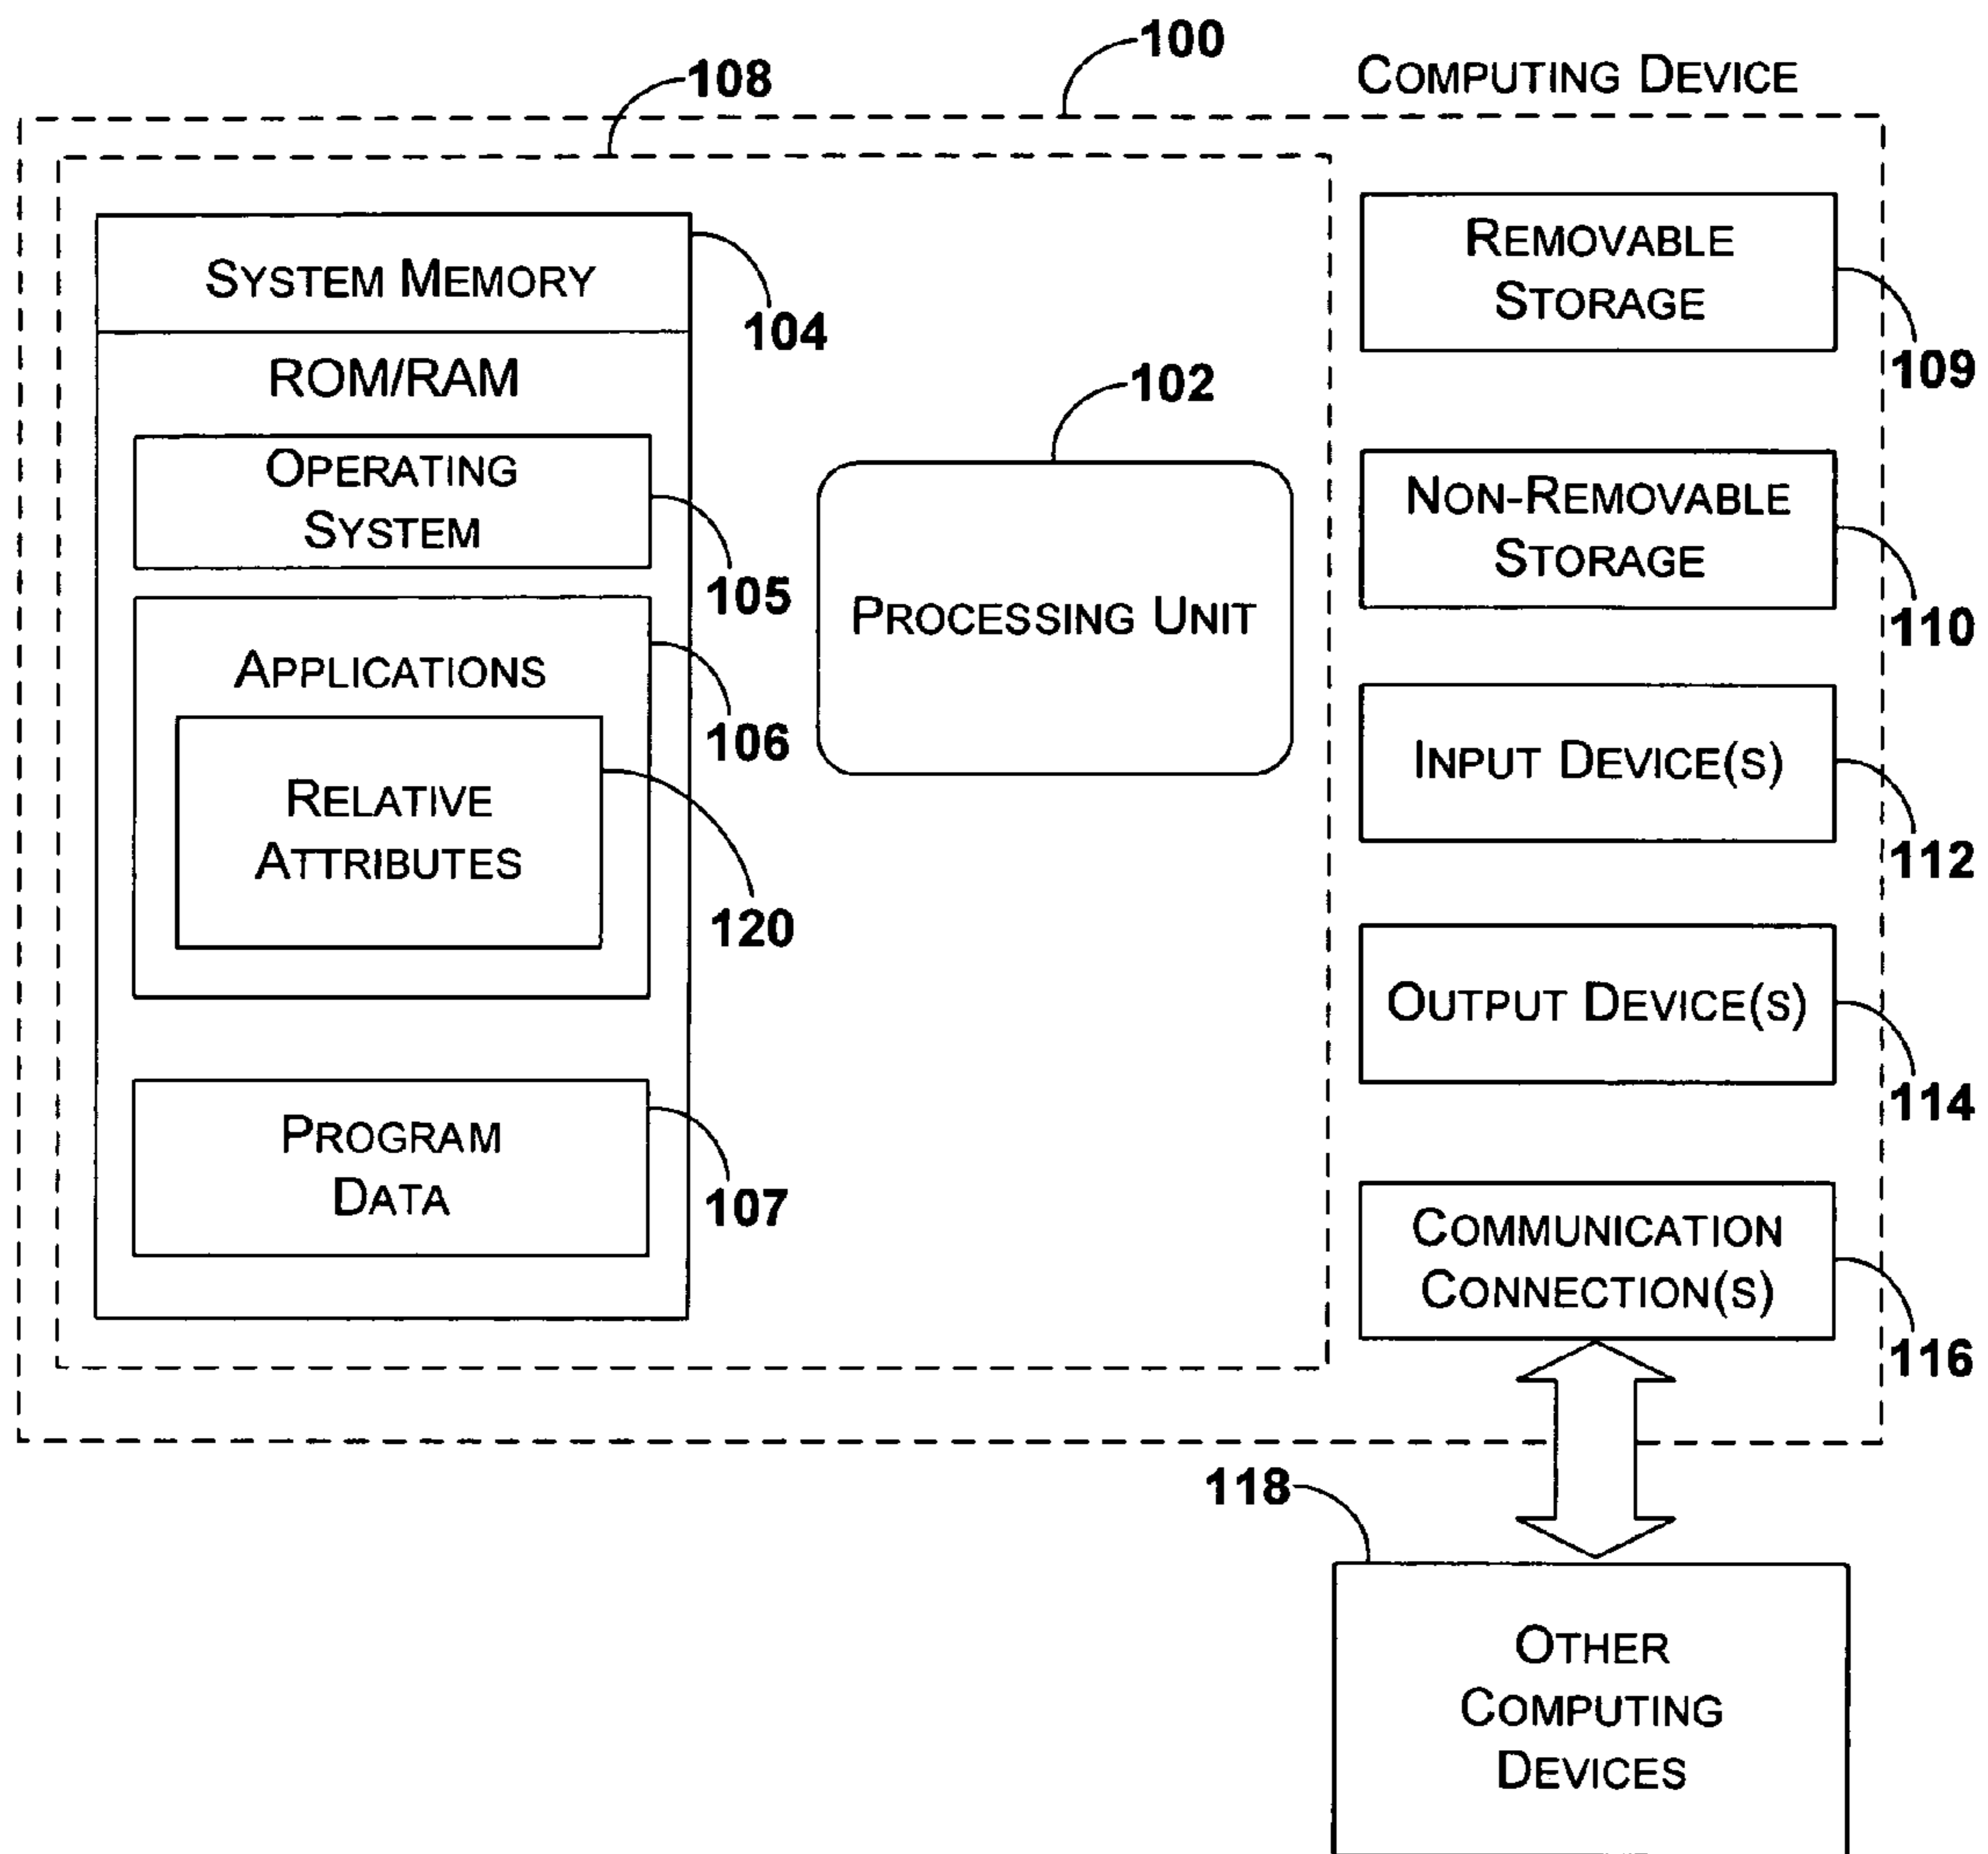 100
COMPUTING DEVICE
108
SYSTEM MEMORY
104
ROM/RAM
OPERATING
SYSTEM
105
APPLICATIONS
106
RELATIVE
ATTRIBUTES
120
PROGRAM
DATA
107
102
PROCESSING UNIT
REMOVABLE
STORAGE
109
NON-REMOVABLE
STORAGE
110
INPUT DEVICE(S)
112
OUTPUT DEVICE(S)
114
COMMUNICATION
CONNECTION(S)
116
118
OTHER
COMPUTING
DEVICES